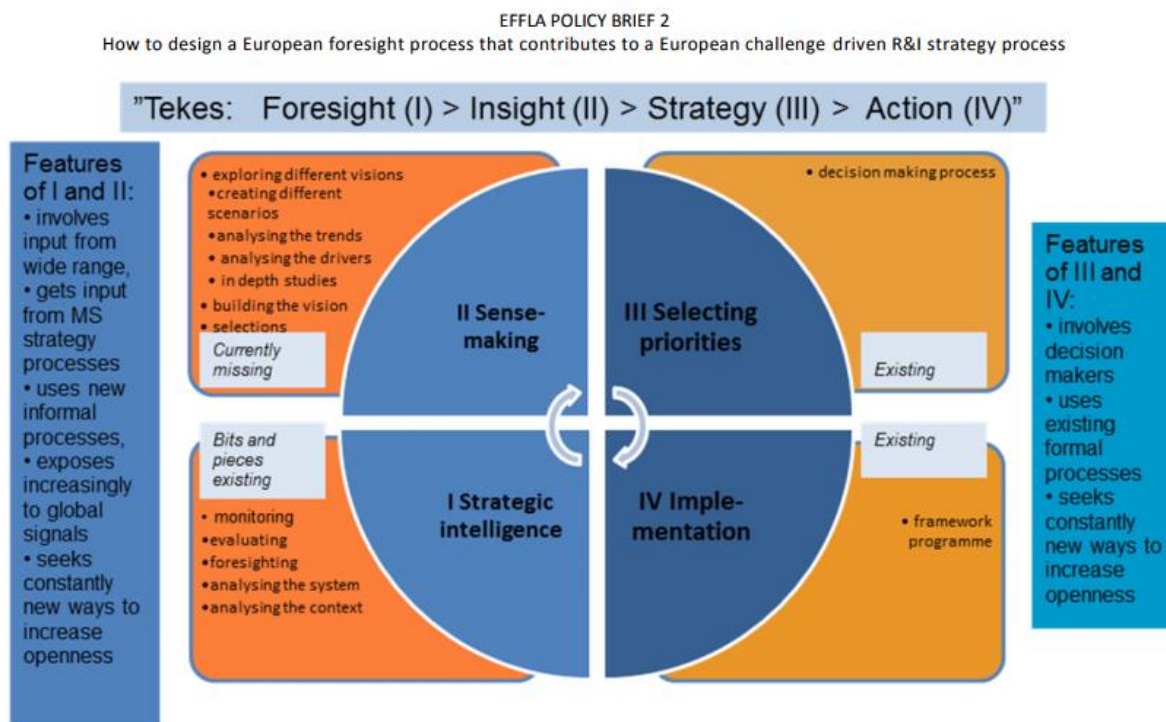 EFFLA POLICY BRIEF 2
How to design a European foresight process that contributes to a European challenge driven R&I strategy process
"Tekes: Foresight (I) > Insight (II) > Strategy (III) > Action (IV)"
Features
of I and II:
• involves
input from
wide range,
• gets input
from MS
strategy
processes
• uses new
informal
processes,
• exposes
increasingly
to global
signals
• seeks
constantly
new ways to
increase
openness
• exploring different visions
•creating different
scenarios
•analysing the trends
• analysing the drivers
• in depth studies
• building the vision
• selections
Currently
missing
II Sense-
making
III Selecting
priorities
• decision making process
Existing
Bits and
pieces
existing
• monitoring
•evaluating
•foresighting
•analysing the system
•analysing the context
I Strategic
intelligence
IV Imple-
mentation
Existing
• framework
programme
Features
of III and
IV:
• involves
decision
makers
• uses
existing
formal
processes
• seeks
constantly
new ways to
increase
openness